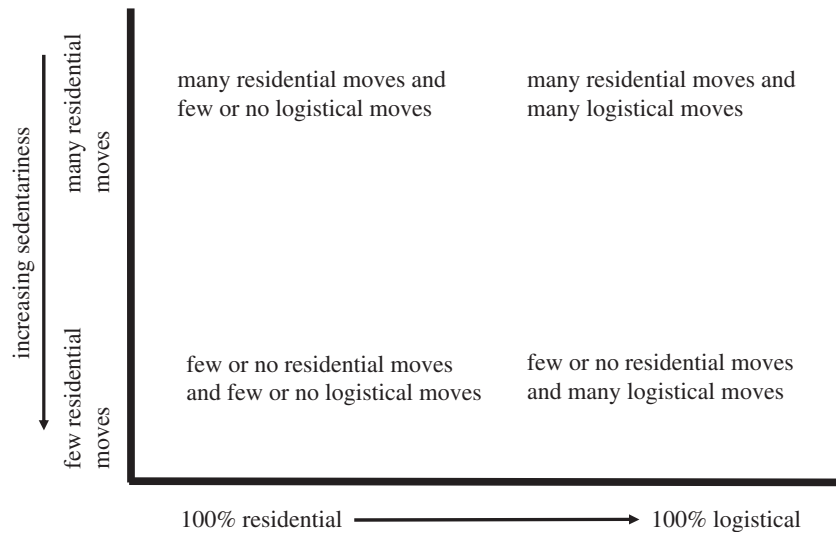 increasing sedentariness
many residential
moves
few residential
moves
many residential moves and
few or no logistical moves
many residential moves and
many logistical moves
few or no residential moves
and few or no logistical moves
few or no residential moves
and many logistical moves
100% residential
100% logistical